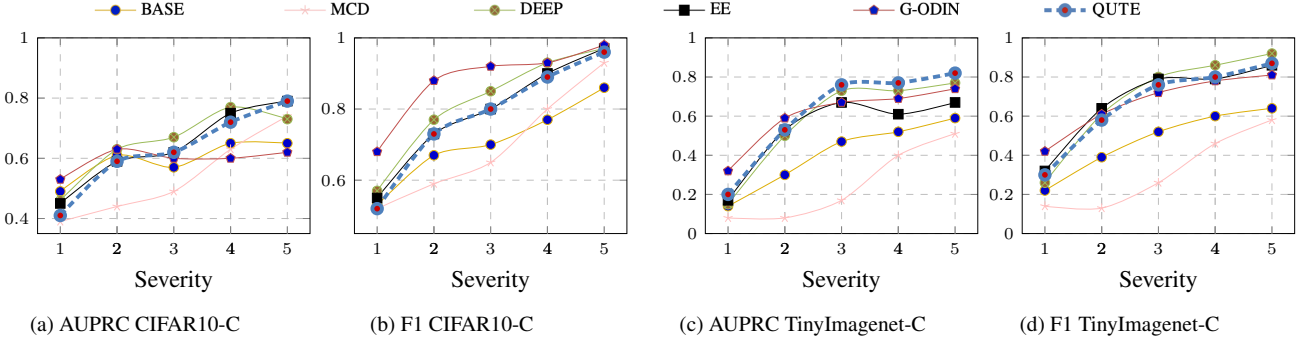 BASE MCD DEEP EE G-ODIN QUTE
1
0.8
0.6
0.4
1 2 3 4 5
Severity
(a) AUPRC CIFAR10-C
1
0.8
0.6
1 2 3 4 5
Severity
(b) F1 CIFAR10-C
1
0.8
0.6
0.4
0.2
0
1 2 3 4 5
Severity
(c) AUPRC TinyImagenet-C
1
0.8
0.6
0.4
0.2
0
1 2 3 4 5
Severity
(d) F1 TinyImagenet-C